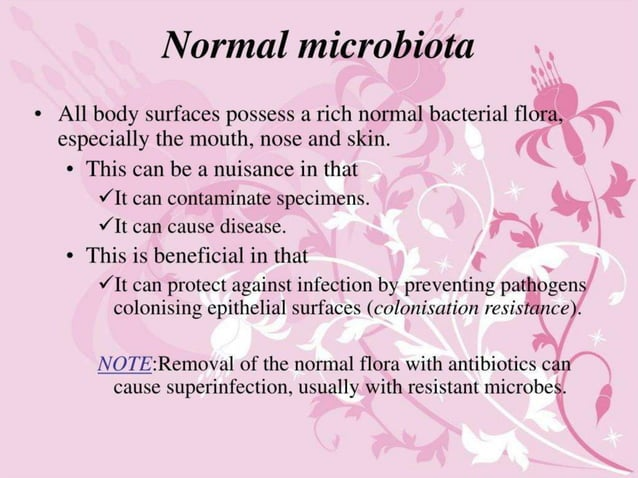 Normal microbiota
• All body surfaces possess a rich normal bacterial flora,
especially the mouth, nose and skin.
• This can be a nuisance in that
✓It can contaminate specimens.
✓It can cause disease.
• This is beneficial in that
✓It can protect against infection by preventing pathogens
colonising epithelial surfaces (colonisation resistance).
NOTE:Removal of the normal flora with antibiotics can
cause superinfection, usually with resistant microbes.